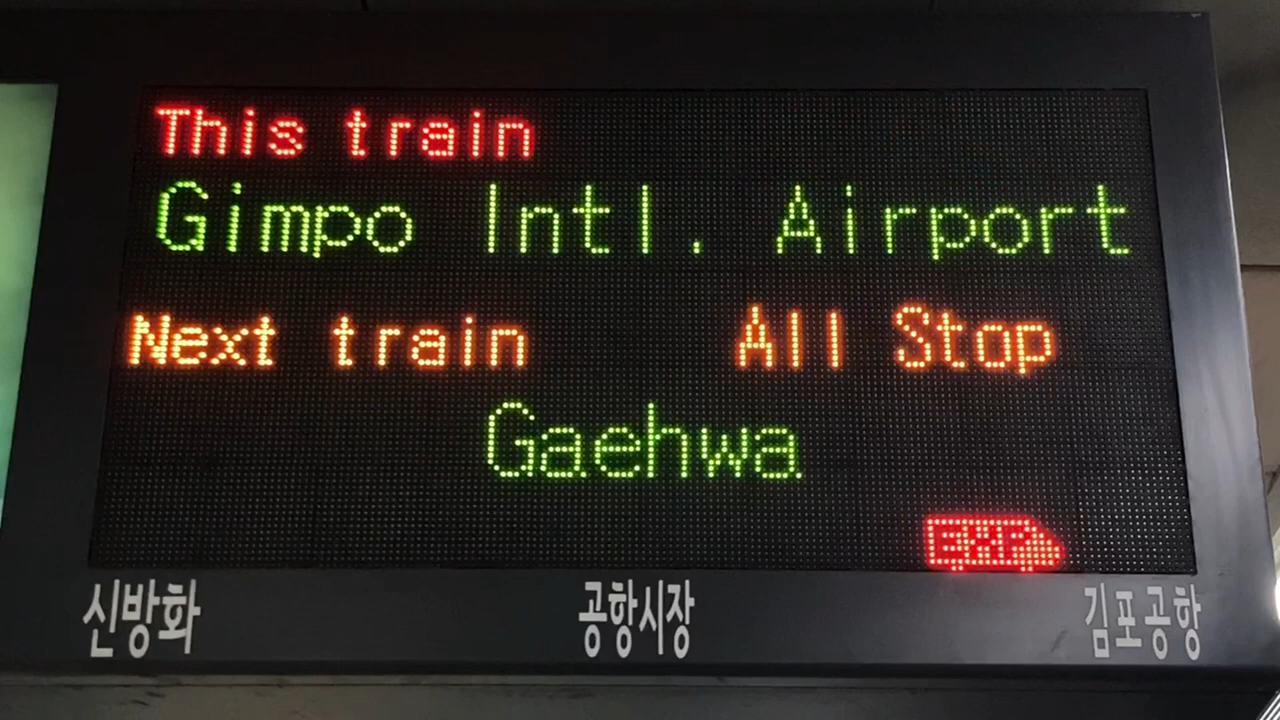 This train
Gimpo Intl. Airport
Next train All Stop
Gaehwa
EXP
신방화 공항시장 김포공항